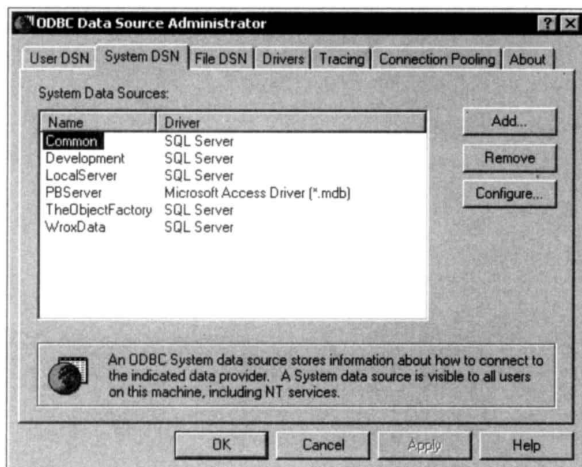 ODBC Data Source Administrator
User DSN System DSN File DSN Drivers Tracing Connection Pooling About
System Data Sources:
Name Driver
Common SQL Server
Development SQL Server
LocalServer SQL Server
PBServer Microsoft Access Driver (*.mdb)
TheObjectFactory SQL Server
WroxData SQL Server
Add...
Remove
Configure...
An ODBC System data source stores information about how to connect to
the indicated data provider. A System data source is visible to all users
on this machine, including NT services.
OK Cancel Apply Help